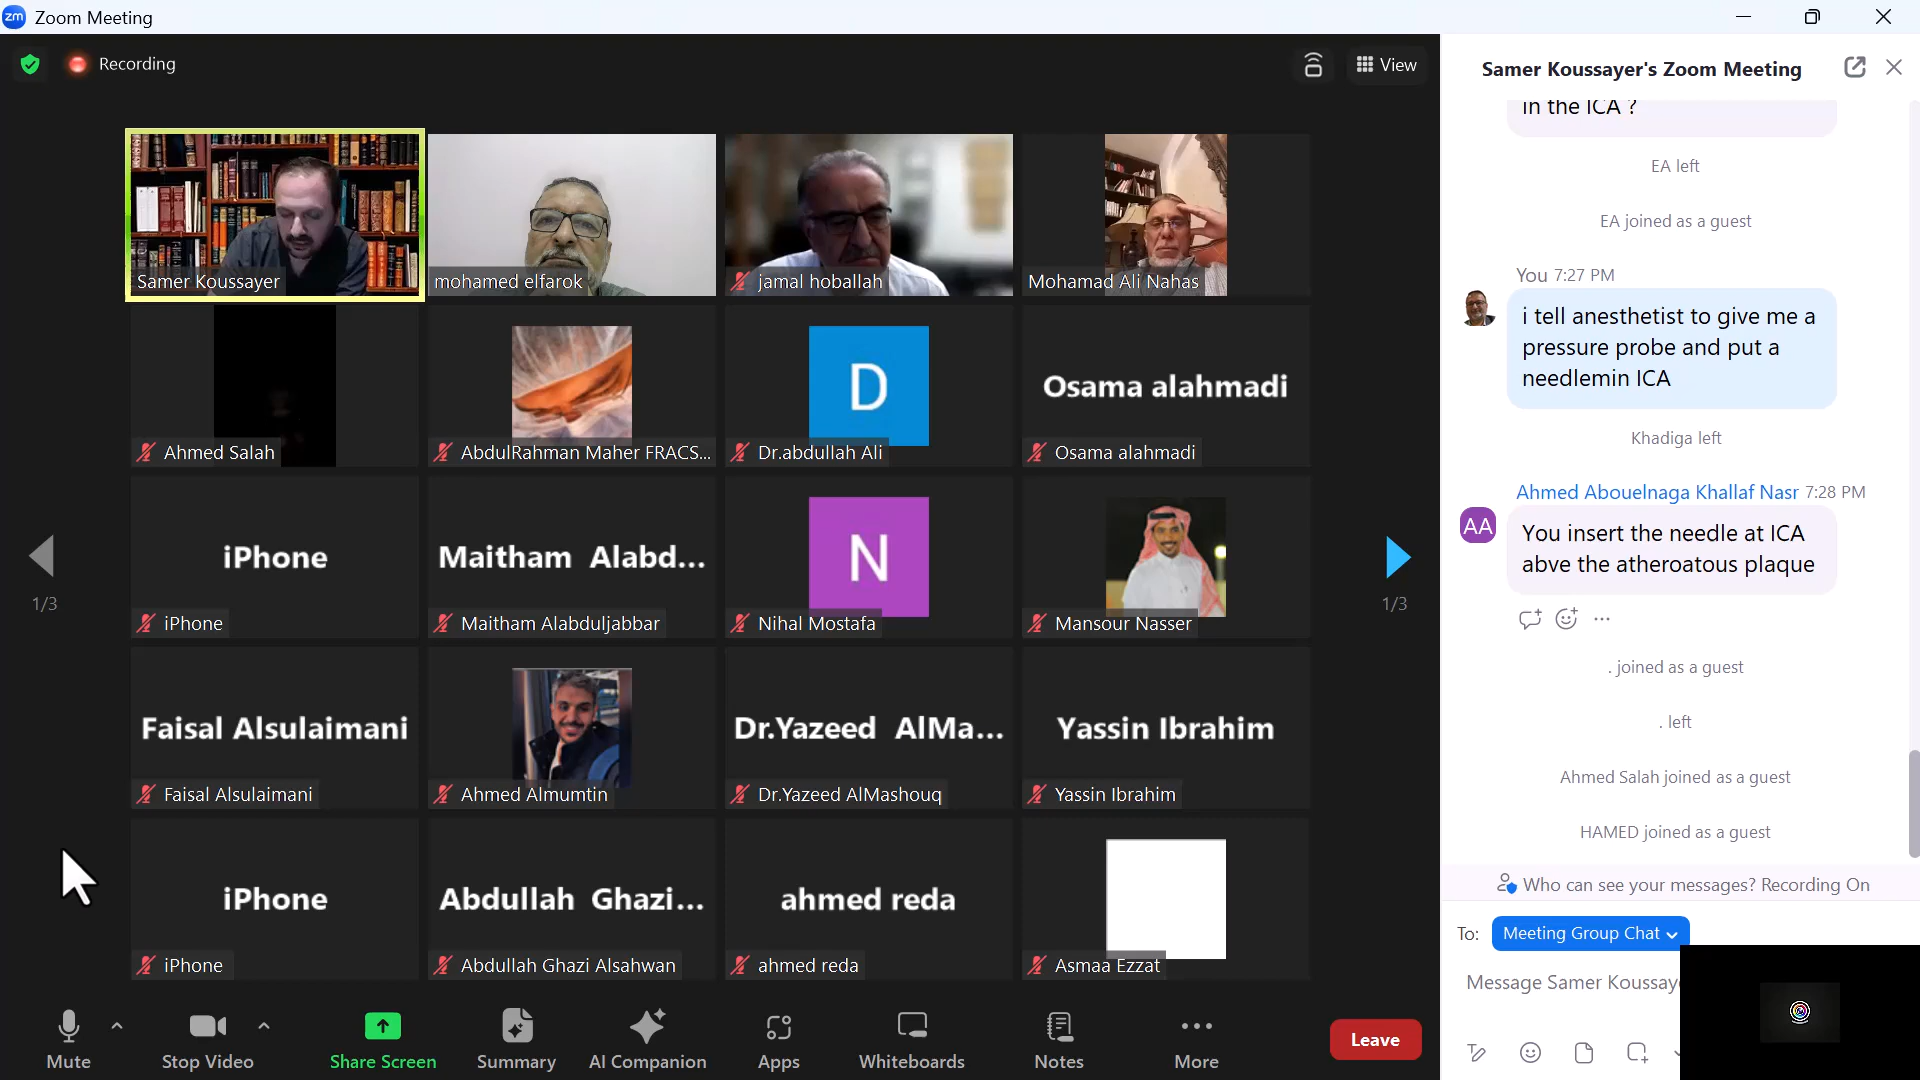 zm
Zoom Meeting
Recording
View
Samer Koussayer
mohamed elfarok
jamal hoballah
Mohamad Ali Nahas
Ahmed Salah
AbdulRahman Maher FRACS...
D
Dr.abdullah Ali
Osama alahmadi
Osama alahmadi
iPhone
iPhone
Maitham Alabd...
Maitham Alabduljabbar
N
Nihal Mostafa
Mansour Nasser
1/3
1/3
Faisal Alsulaimani
Faisal Alsulaimani
Ahmed Almumtin
Dr.Yazeed AlMa...
Dr.Yazeed AlMashouq
Yassin Ibrahim
Yassin Ibrahim
iPhone
iPhone
Abdullah Ghazi...
Abdullah Ghazi Alsahwan
ahmed reda
ahmed reda
Asmaa Ezzat
Mute
Stop Video
Share Screen
Summary
AI Companion
Apps
Whiteboards
Notes
More
Leave
Samer Koussayer's Zoom Meeting
in the ICA ?
EA left
EA joined as a guest
You 7:27 PM
i tell anesthetist to give me a
pressure probe and put a
needlemin ICA
Khadiga left
Ahmed Abouelnaga Khallaf Nasr 7:28 PM
AA
You insert the needle at ICA
abve the atheroatous plaque
. joined as a guest
. left
Ahmed Salah joined as a guest
HAMED joined as a guest
Who can see your messages? Recording On
To: Meeting Group Chat
Message Samer Koussay